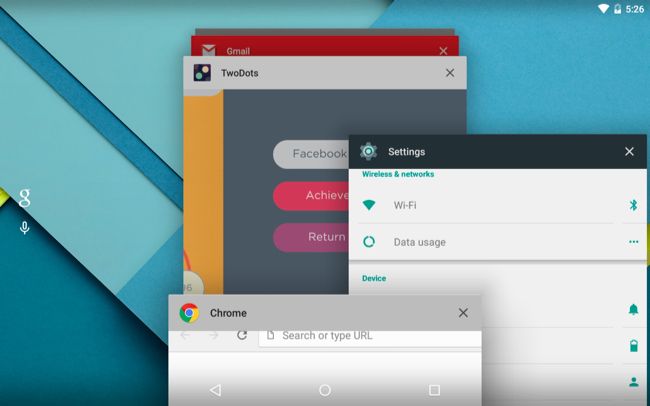 5:26
Gmail
TwoDots
Facebook
Achieve
Return
96
Settings
Wireless & networks
Wi-Fi
Data usage
Device
g
Chrome
Search or type URL